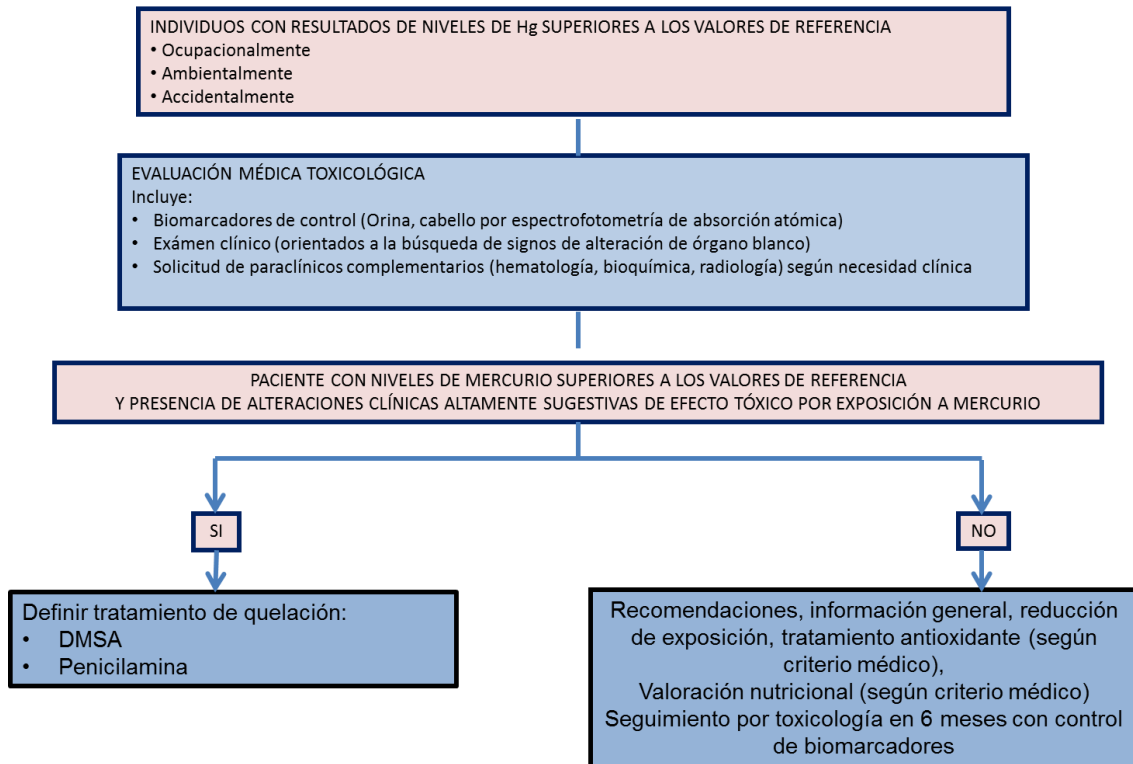 INDIVIDUOS CON RESULTADOS DE NIVELES DE Hg SUPERIORES A LOS VALORES DE REFERENCIA
• Ocupacionalmente
• Ambientalmente
• Accidentalmente
EVALUACIÓN MÉDICA TOXICOLÓGICA
Incluye:
• Biomarcadores de control (Orina, cabello por espectrofotometría de absorción atómica)
• Exámen clínico (orientados a la búsqueda de signos de alteración de órgano blanco)
• Solicitud de paraclínicos complementarios (hematología, bioquímica, radiología) según necesidad clínica
PACIENTE CON NIVELES DE MERCURIO SUPERIORES A LOS VALORES DE REFERENCIA
Y PRESENCIA DE ALTERACIONES CLÍNICAS ALTAMENTE SUGESTIVAS DE EFECTO TÓXICO POR EXPOSICIÓN A MERCURIO
SI
NO
Definir tratamiento de quelación:
• DMSA
• Penicilamina
Recomendaciones, información general, reducción
de exposición, tratamiento antioxidante (según
criterio médico),
Valoración nutricional (según criterio médico)
Seguimiento por toxicología en 6 meses con control
de biomarcadores